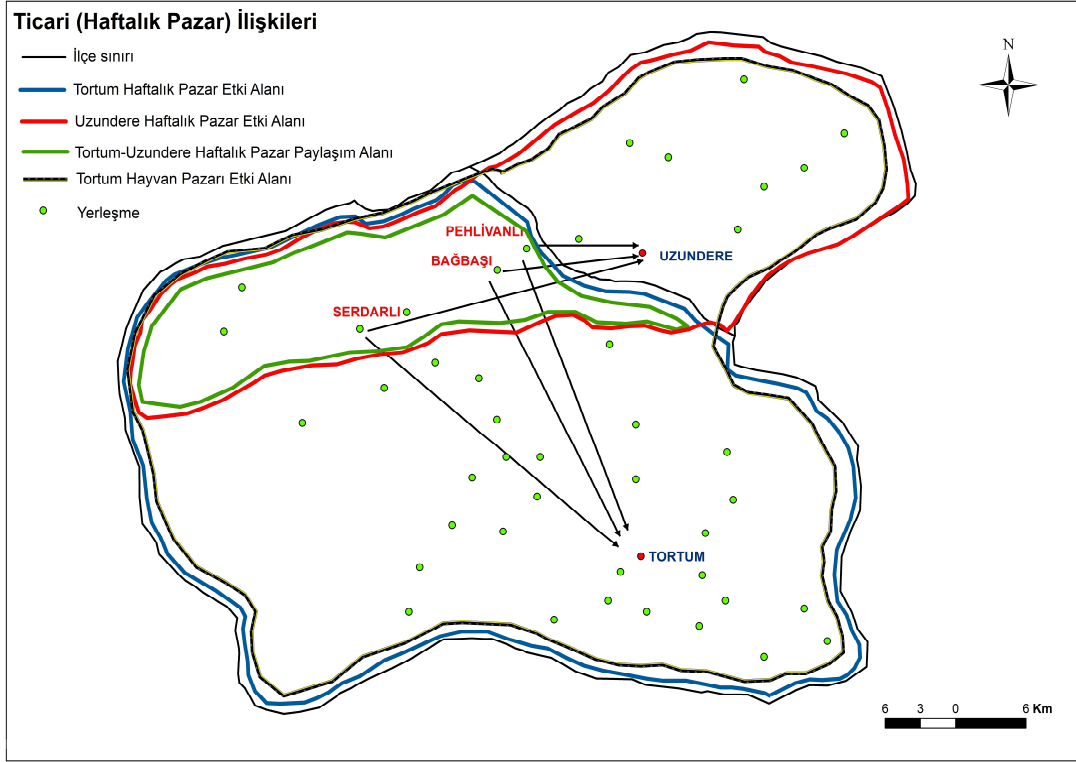 Ticari (Haftalık Pazar) İlişkileri
İlçe sınırı
Tortum Haftalık Pazar Etki Alanı
Uzundere Haftalık Pazar Etki Alanı
Tortum-Uzundere Haftalık Pazar Paylaşım Alanı
Tortum Hayvan Pazarı Etki Alanı
Yerleşme
N
PEHLİVANLI
BAĞBAŞI
UZUNDERE
SERDARLI
TORTUM
6 3 0 6 Km